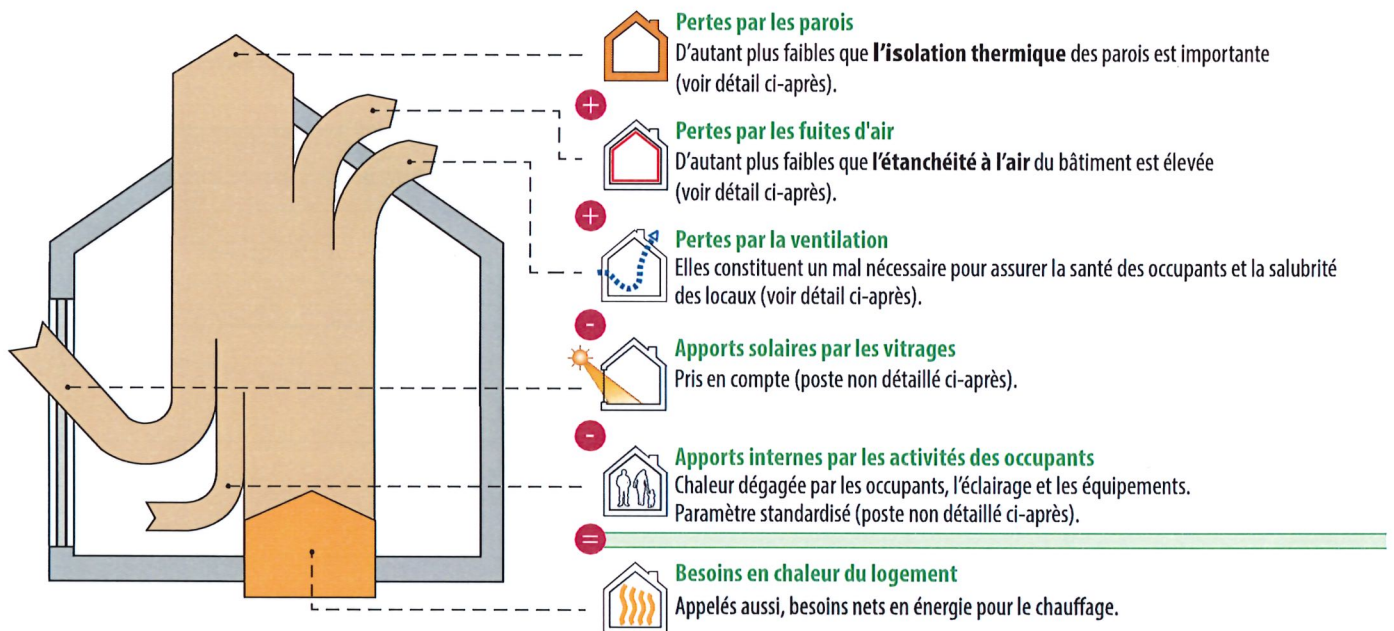 Pertes par les parois
D'autant plus faibles que l'isolation thermique des parois est importante
(voir détail ci-après).
+
Pertes par les fuites d'air
D'autant plus faibles que l'étanchéité à l'air du bâtiment est élevée
(voir détail ci-après).
+
Pertes par la ventilation
Elles constituent un mal nécessaire pour assurer la santé des occupants et la salubrité
des locaux (voir détail ci-après).
-
Apports solaires par les vitrages
Pris en compte (poste non détaillé ci-après).
-
Apports internes par les activités des occupants
Chaleur dégagée par les occupants, l'éclairage et les équipements.
Paramètre standardisé (poste non détaillé ci-après).
=
Besoins en chaleur du logement
Appelés aussi, besoins nets en énergie pour le chauffage.